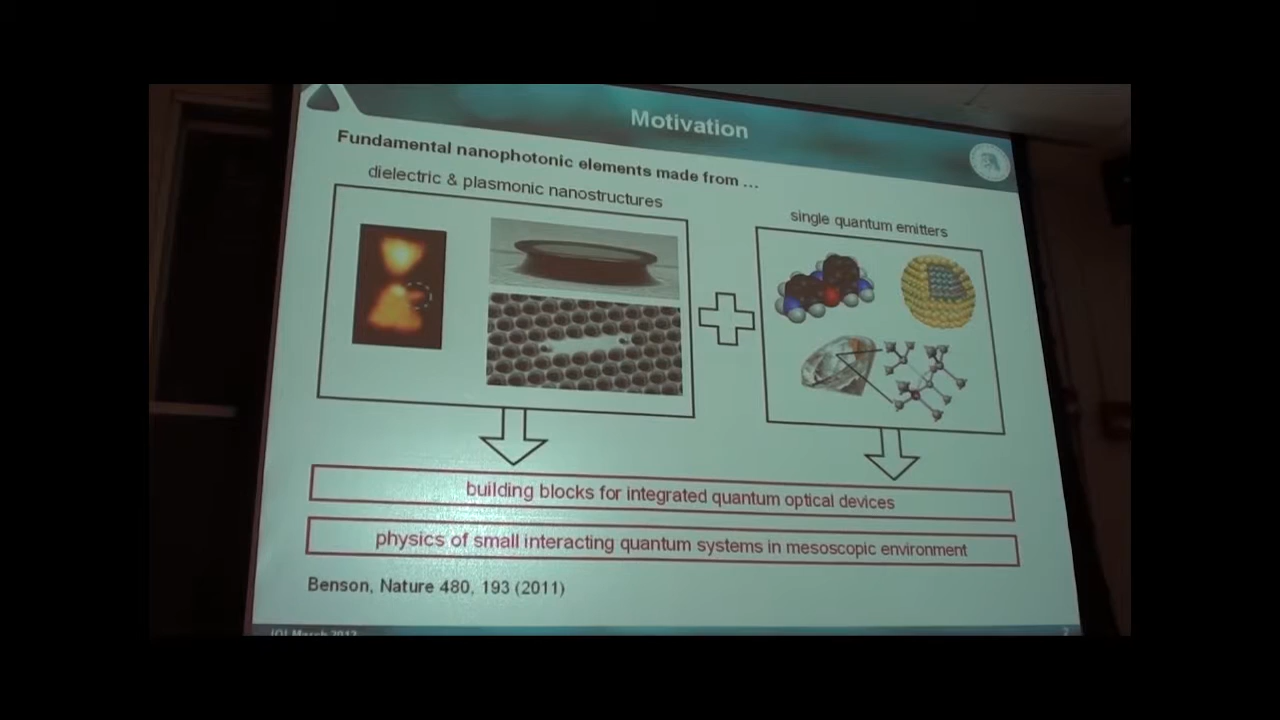 Motivation
Fundamental nanophotonic elements made from ...
dielectric & plasmonic nanostructures
single quantum emitters
building blocks for integrated quantum optical devices
physics of small interacting quantum systems in mesoscopic environment
Benson, Nature 480, 193 (2011)
2